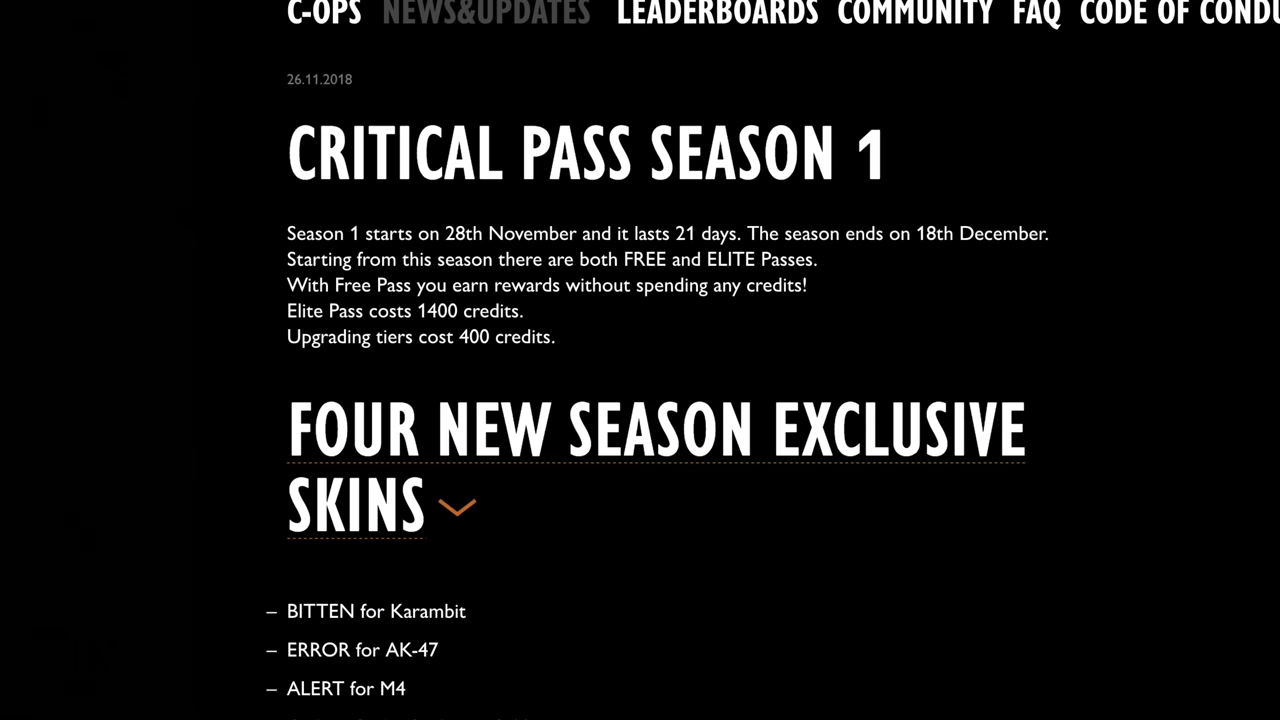 C-OPS NEWS&UPDATES LEADERBOARDS COMMUNITY FAQ CODE OF CONDU
26.11.2018
CRITICAL PASS SEASON 1
Season 1 starts on 28th November and it lasts 21 days. The season ends on 18th December.
Starting from this season there are both FREE and ELITE Passes.
With Free Pass you earn rewards without spending any credits!
Elite Pass costs 1400 credits.
Upgrading tiers cost 400 credits.
FOUR NEW SEASON EXCLUSIVE
SKINS
– BITTEN for Karambit
– ERROR for AK-47
– ALERT for M4